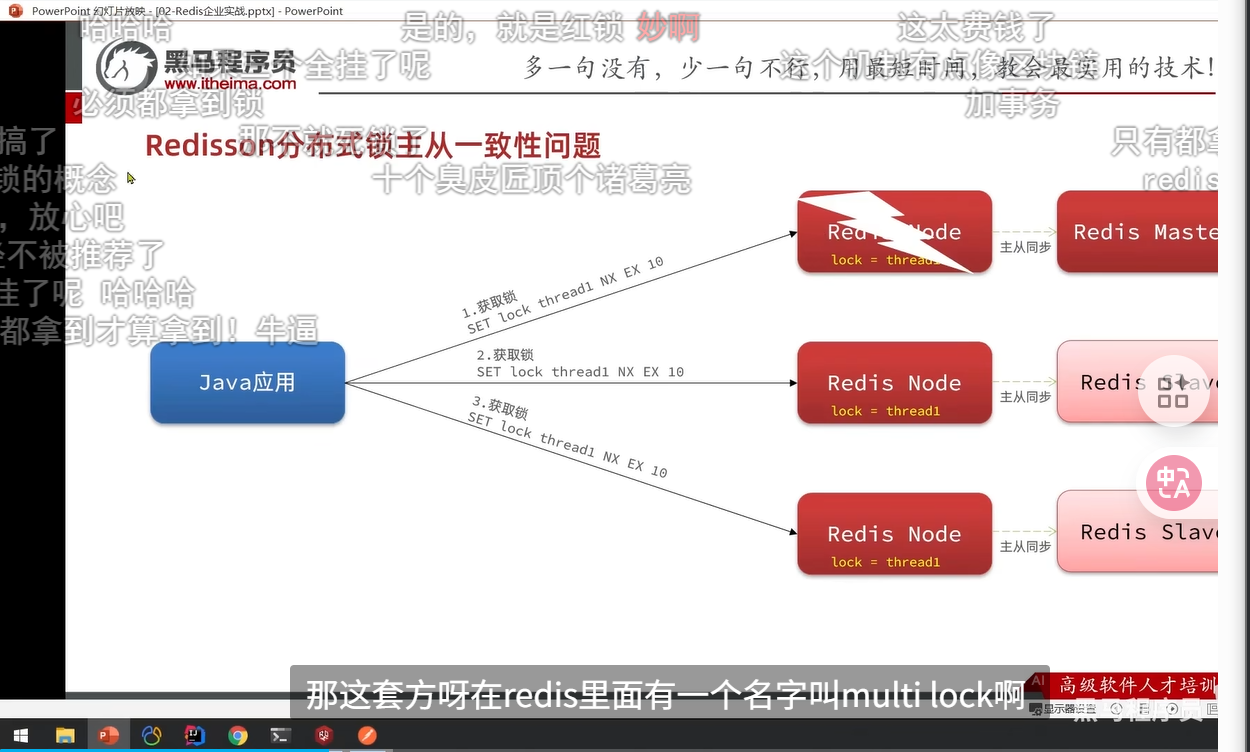 PowerPoint 幻灯片放映 - [02-Redis企业实战.pptx] - PowerPoint
哈哈哈
是的，就是红锁 妙啊
这太费钱了
黑马程序员
www.itheima.com
全挂了呢
多一句没有，少一句不行，用最短时间，教会最实用的技术！
必须都拿到锁
加事务
搞了
Redisson分布式锁主从一致性问题
只有都拿
锁的概念
十个臭皮匠顶个诸葛亮
redis
，放心吧
Redis Node
lock = thread1
主从同步
Redis Maste
不被推荐了
挂了呢 哈哈哈
都拿到才算拿到！牛逼
1.获取锁
SET lock thread1 NX EX 10
Java应用
2.获取锁
SET lock thread1 NX EX 10
Redis Node
lock = thread1
主从同步
Redis Slave
3.获取锁
SET lock thread1 NX EX 10
Redis Node
lock = thread1
主从同步
Redis Slave
那这套方呀在redis里面有一个名字叫multi lock啊
高级软件人才培训
显示器设置
黑马程序员